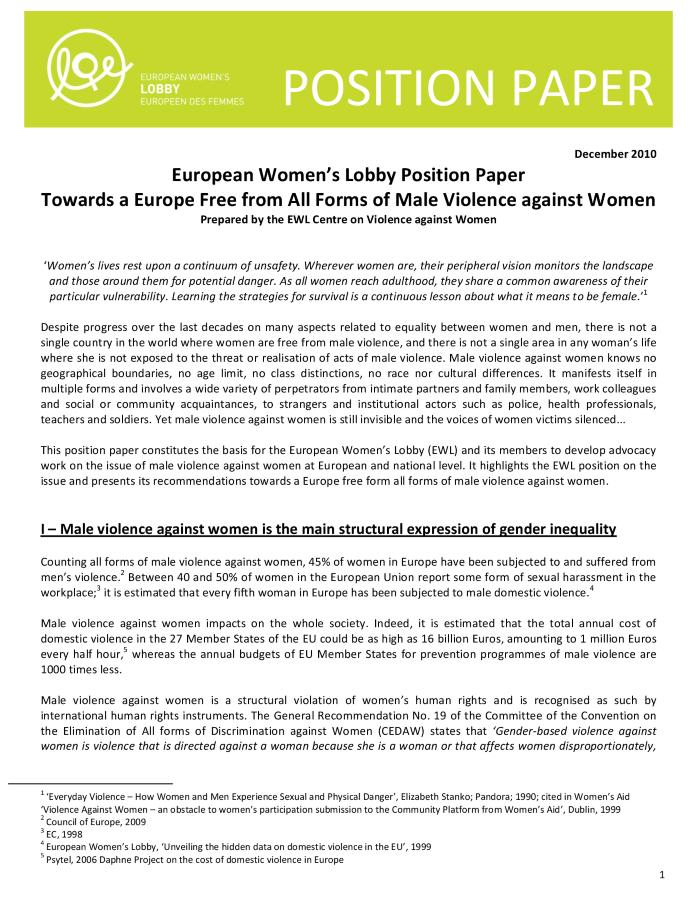 EUROPEAN WOMEN'S
LOBBY
EUROPEEN DES FEMMES
POSITION PAPER
December 2010
European Women's Lobby Position Paper
Towards a Europe Free from All Forms of Male Violence against Women
Prepared by the EWL Centre on Violence against Women
'Women's lives rest upon a continuum of unsafety. Wherever women are, their peripheral vision monitors the landscape
and those around them for potential danger. As all women reach adulthood, they share a common awareness of their
particular vulnerability. Learning the strategies for survival is a continuous lesson about what it means to be female.'1
Despite progress over the last decades on many aspects related to equality between women and men, there is not a
single country in the world where women are free from male violence, and there is not a single area in any woman's life
where she is not exposed to the threat or realisation of acts of male violence. Male violence against women knows no
geographical boundaries, no age limit, no class distinctions, no race nor cultural differences. It manifests itself in
multiple forms and involves a wide variety of perpetrators from intimate partners and family members, work colleagues
and social or community acquaintances, to strangers and institutional actors such as police, health professionals,
teachers and soldiers. Yet male violence against women is still invisible and the voices of women victims silenced...
This position paper constitutes the basis for the European Women's Lobby (EWL) and its members to develop advocacy
work on the issue of male violence against women at European and national level. It highlights the EWL position on the
issue and presents its recommendations towards a Europe free form all forms of male violence against women.
I – Male violence against women is the main structural expression of gender inequality
Counting all forms of male violence against women, 45% of women in Europe have been subjected to and suffered from
men's violence.2 Between 40 and 50% of women in the European Union report some form of sexual harassment in the
workplace;3 it is estimated that every fifth woman in Europe has been subjected to male domestic violence.4
Male violence against women impacts on the whole society. Indeed, it is estimated that the total annual cost of
domestic violence in the 27 Member States of the EU could be as high as 16 billion Euros, amounting to 1 million Euros
every half hour,5 whereas the annual budgets of EU Member States for prevention programmes of male violence are
1000 times less.
Male violence against women is a structural violation of women's human rights and is recognised as such by
international human rights instruments. The General Recommendation No. 19 of the Committee of the Convention on
the Elimination of All forms of Discrimination against Women (CEDAW) states that 'Gender-based violence against
women is violence that is directed against a woman because she is a woman or that affects women disproportionately,
1 'Everyday Violence – How Women and Men Experience Sexual and Physical Danger', Elizabeth Stanko; Pandora; 1990; cited in Women's Aid
'Violence Against Women – an obstacle to women's participation submission to the Community Platform from Women's Aid', Dublin, 1999
2 Council of Europe, 2009
3 EC, 1998
4 European Women's Lobby, 'Unveiling the hidden data on domestic violence in the EU', 1999
5 Psytel, 2006 Daphne Project on the cost of domestic violence in Europe
1